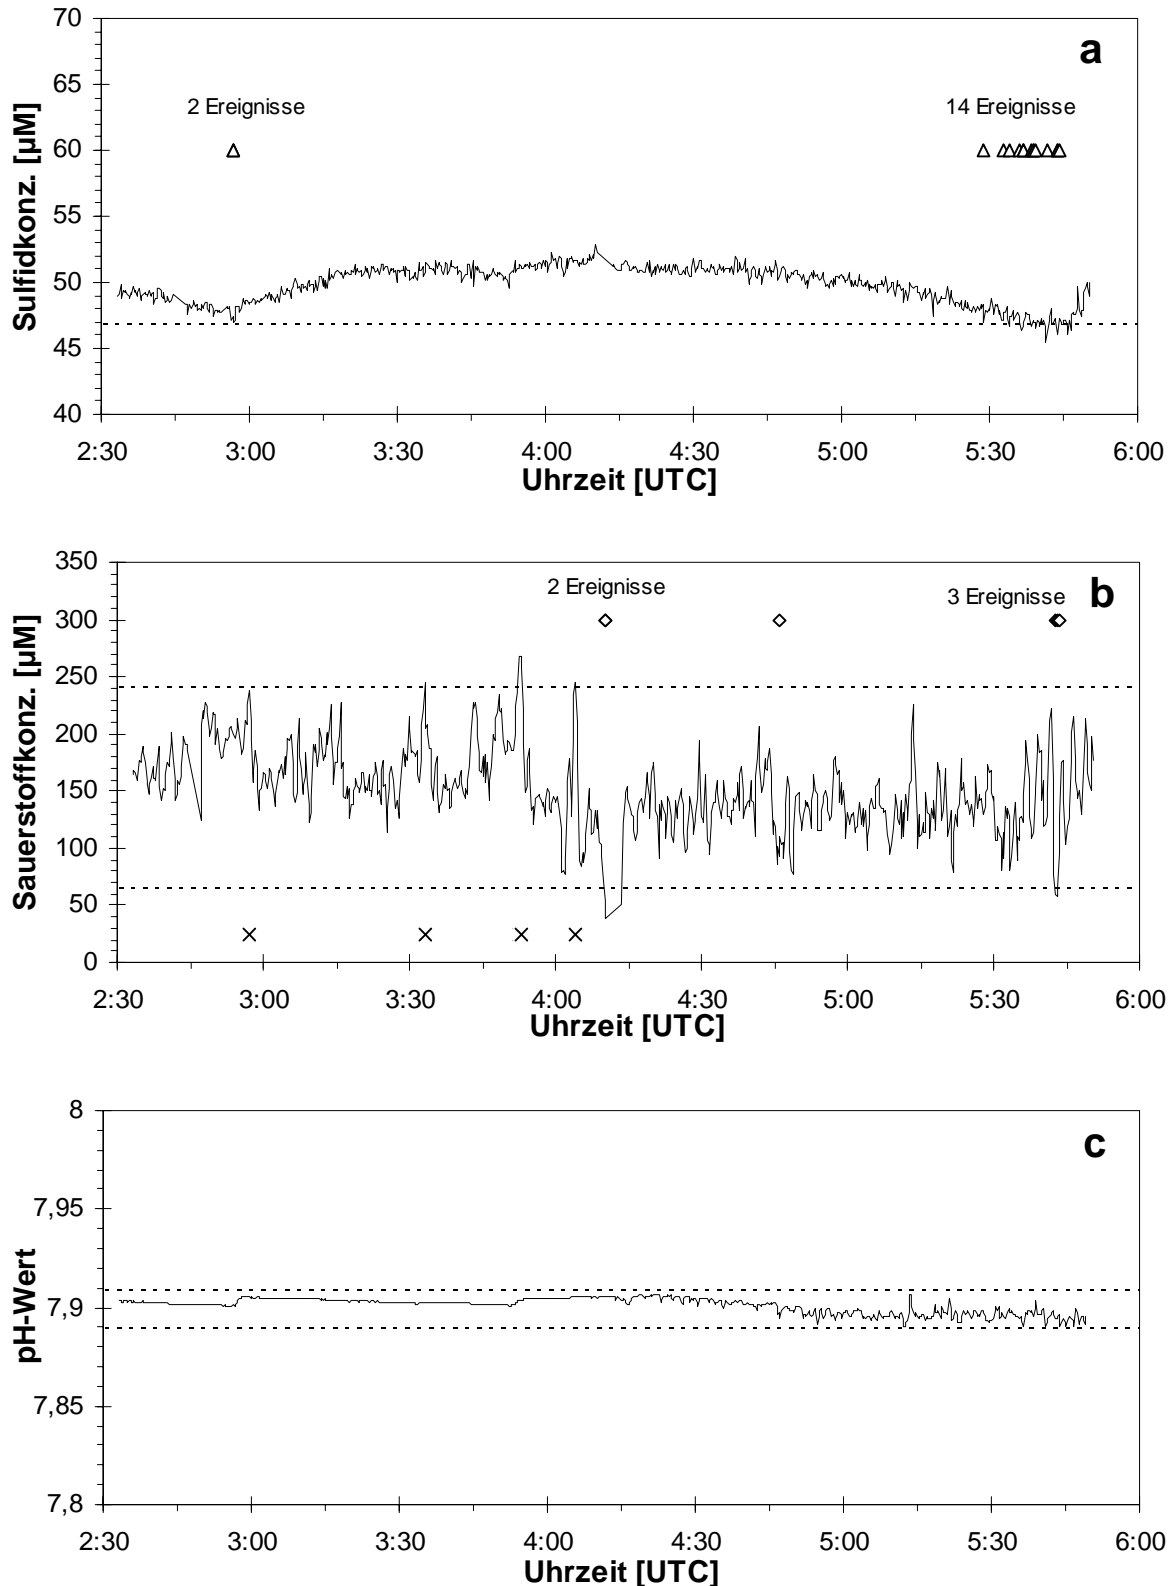 70
a
65
Sulfidkonz. [µM]
2 Ereignisse
14 Ereignisse
60
55
50
45
40
2:30 3:00 3:30 4:00 4:30 5:00 5:30 6:00
Uhrzeit [UTC]
350
2 Ereignisse
3 Ereignisse
b
300
Sauerstoffkonz. [µM]
250
200
150
100
50
0
2:30 3:00 3:30 4:00 4:30 5:00 5:30 6:00
Uhrzeit [UTC]
8
c
7,95
pH-Wert
7,9
7,85
7,8
2:30 3:00 3:30 4:00 4:30 5:00 5:30 6:00
Uhrzeit [UTC]